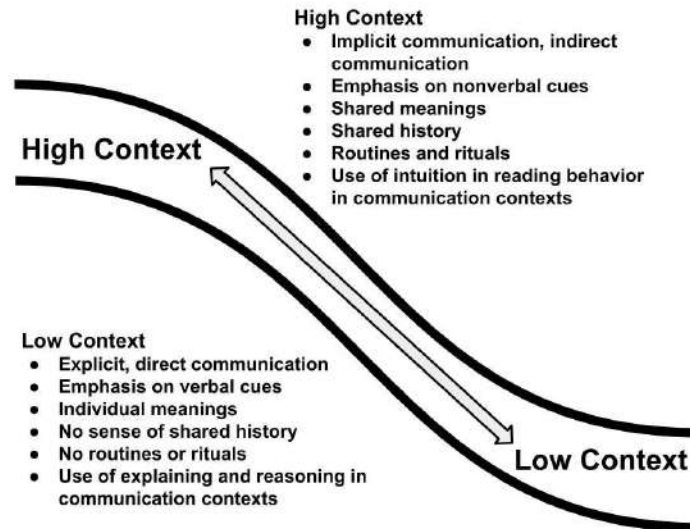 High Context
● Implicit communication, indirect
communication
● Emphasis on nonverbal cues
● Shared meanings
● Shared history
● Routines and rituals
● Use of intuition in reading behavior
in communication contexts
High Context
Low Context
● Explicit, direct communication
● Emphasis on verbal cues
● Individual meanings
● No sense of shared history
● No routines or rituals
● Use of explaining and reasoning in
communication contexts
Low Context